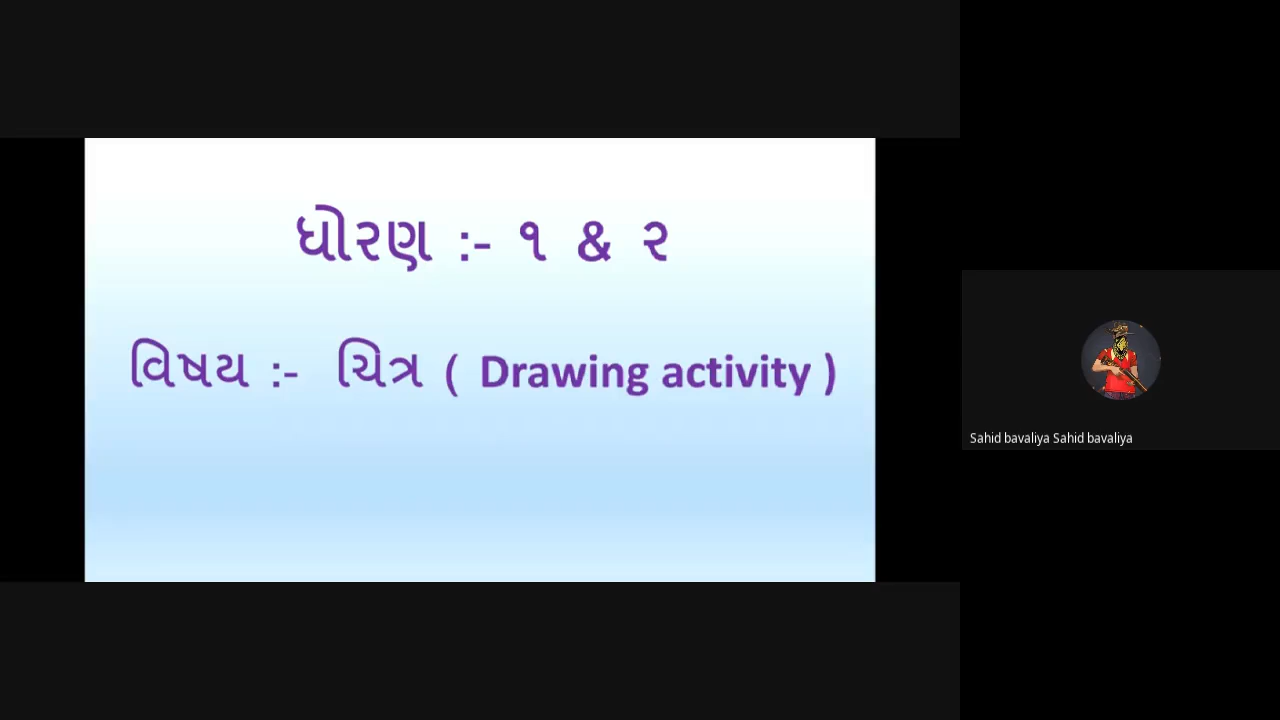 ધોરણ :- ૧ & ૨
વિષય :- ચિત્ર ( Drawing activity )
Sahid bavaliya Sahid bavaliya